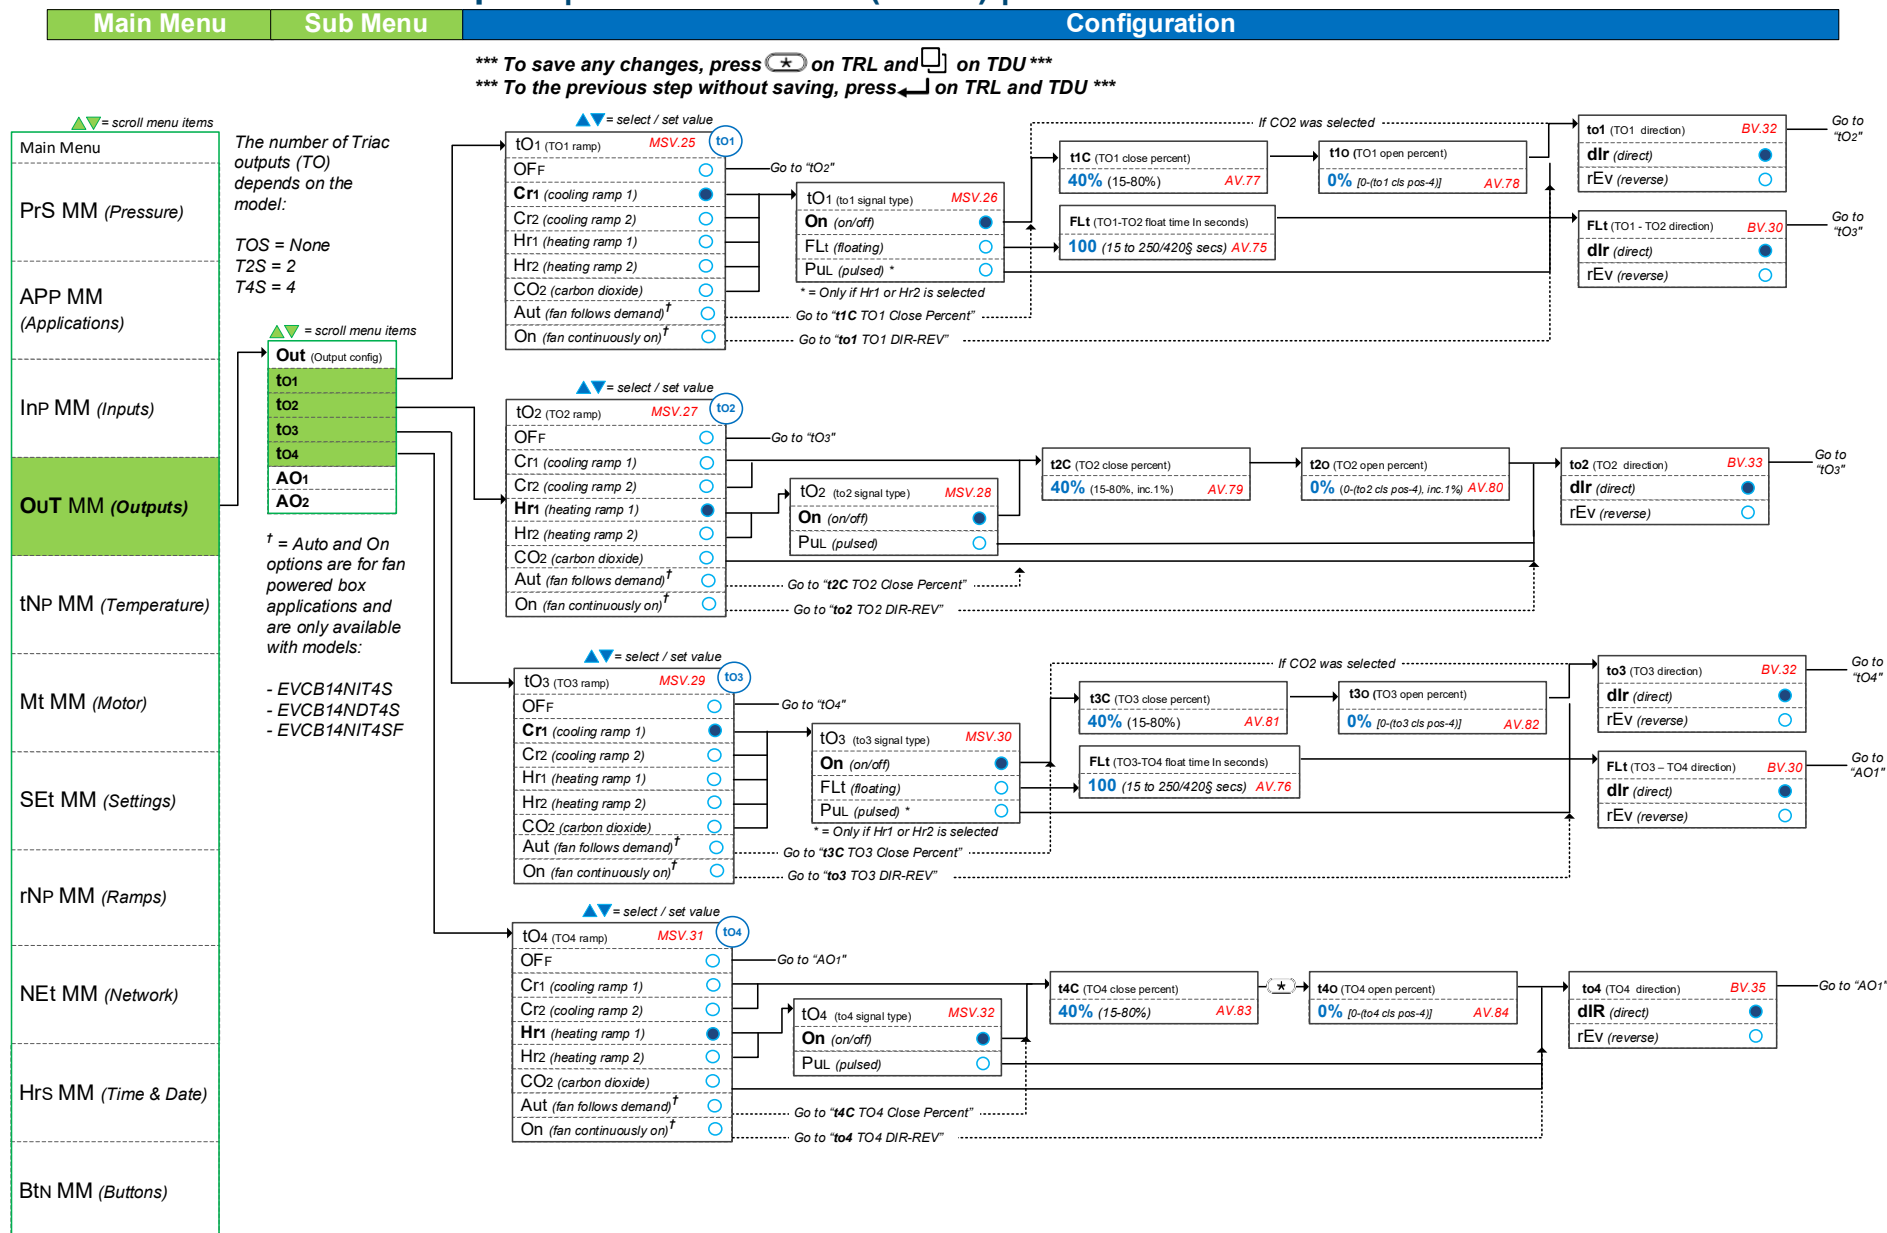 Main Menu
Sub Menu
Configuration
*** To save any changes, press * on TRL and on TDU ***
*** To the previous step without saving, press on TRL and TDU ***
= scroll menu items
Main Menu
PrS MM (Pressure)
APP MM
(Applications)
InP MM (Inputs)
OuT MM (Outputs)
tNP MM (Temperature)
Mt MM (Motor)
SEt MM (Settings)
rNP MM (Ramps)
NEt MM (Network)
Hrs MM (Time & Date)
BtN MM (Buttons)
The number of Triac
outputs (TO)
depends on the
model:
TOS = None
T2S = 2
T4S = 4
= scroll menu items
Out (Output config)
tO1
tO2
tO3
tO4
AO1
AO2
† = Auto and On
options are for fan
powered box
applications and
are only available
with models:
- EVCB14NIT4S
- EVCB14NDT4S
- EVCB14NIT4SF
= select / set value
tO1 (TO1 ramp) MSV.25 tO1
OFF
Go to "tO2"
Cr1 (cooling ramp 1)
Cr2 (cooling ramp 2)
Hr1 (heating ramp 1)
Hr2 (heating ramp 2)
CO2 (carbon dioxide)
Aut (fan follows demand)†
On (fan continuously on)†
tO1 (to1 signal type) MSV.26
On (on/off)
FLt (floating)
PuL (pulsed) *
* = Only if Hr1 or Hr2 is selected
Go to "t1C TO1 Close Percent"
Go to "to1 TO1 DIR-REV"
If CO2 was selected
t1C (TO1 close percent)
40% (15-80%) AV.77
t1O (TO1 open percent)
0% [0-(to1 cls pos-4)] AV.78
FLt (TO1-TO2 float time In seconds)
100 (15 to 250/420§ secs) AV.75
to1 (TO1 direction) BV.32
dIr (direct)
rEv (reverse)
Go to
"tO2"
FLt (TO1 - TO2 direction) BV.30
dIr (direct)
rEv (reverse)
Go to
"tO3"
= select / set value
tO2 (TO2 ramp) MSV.27 tO2
OFF
Go to "tO3"
Cr1 (cooling ramp 1)
Cr2 (cooling ramp 2)
Hr1 (heating ramp 1)
Hr2 (heating ramp 2)
CO2 (carbon dioxide)
Aut (fan follows demand)†
On (fan continuously on)†
tO2 (to2 signal type) MSV.28
On (on/off)
PuL (pulsed)
Go to "t2C TO2 Close Percent"
Go to "to2 TO2 DIR-REV"
t2C (TO2 close percent)
40% (15-80%, inc.1%) AV.79
t2O (TO2 open percent)
0% (0-(to2 cls pos-4), inc.1%) AV.80
to2 (TO2 direction) BV.33
dIr (direct)
rEv (reverse)
Go to
"tO3"
= select / set value
tO3 (TO3 ramp) MSV.29 tO3
OFF
Go to "tO4"
Cr1 (cooling ramp 1)
Cr2 (cooling ramp 2)
Hr1 (heating ramp 1)
Hr2 (heating ramp 2)
CO2 (carbon dioxide)
Aut (fan follows demand)†
On (fan continuously on)†
tO3 (to3 signal type) MSV.30
On (on/off)
FLt (floating)
PuL (pulsed) *
* = Only if Hr1 or Hr2 is selected
Go to "t3C TO3 Close Percent"
Go to "to3 TO3 DIR-REV"
If CO2 was selected
t3C (TO3 close percent)
40% (15-80%) AV.81
t3O (TO3 open percent)
0% [0-(to3 cls pos-4)] AV.82
FLt (TO3-TO4 float time In seconds)
100 (15 to 250/420§ secs) AV.76
to3 (TO3 direction) BV.32
dIr (direct)
rEv (reverse)
Go to
"tO4"
FLt (TO3 – TO4 direction) BV.30
dIr (direct)
rEv (reverse)
Go to
"AO1"
= select / set value
tO4 (TO4 ramp) MSV.31 tO4
OFF
Go to "AO1"
Cr1 (cooling ramp 1)
Cr2 (cooling ramp 2)
Hr1 (heating ramp 1)
Hr2 (heating ramp 2)
CO2 (carbon dioxide)
Aut (fan follows demand)†
On (fan continuously on)†
tO4 (to4 signal type) MSV.32
On (on/off)
PuL (pulsed)
Go to "t4C TO4 Close Percent"
Go to "to4 TO4 DIR-REV"
t4C (TO4 close percent)
40% (15-80%) AV.83
*
t4O (TO4 open percent)
0% [0-(to4 cls pos-4)] AV.84
to4 (TO4 direction) BV.35
dIR (direct)
rEv (reverse)
Go to "AO1"